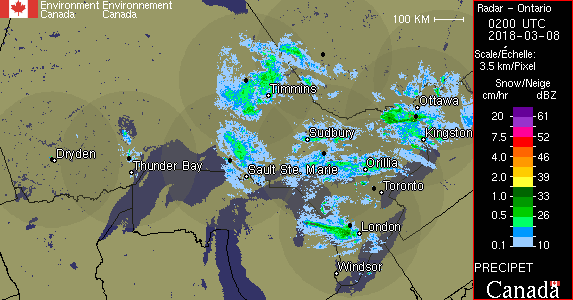 Environment Environnement
Canada Canada
100 KM
Radar - Ontario
0200 UTC
2018-03-08
Scale/Échelle:
3.5 km/Pixel
Snow/Neige
cm/hr dBZ
20 61
7.5 52
4.0 46
2.0 39
1.0 33
0.5 26
0.1 10
PRECIPET
Canada
Timmins
Ottawa
Sudbury
Kingston
Dryden
Thunder Bay
Sault Ste. Marie
Orillia
Toronto
London
Windsor